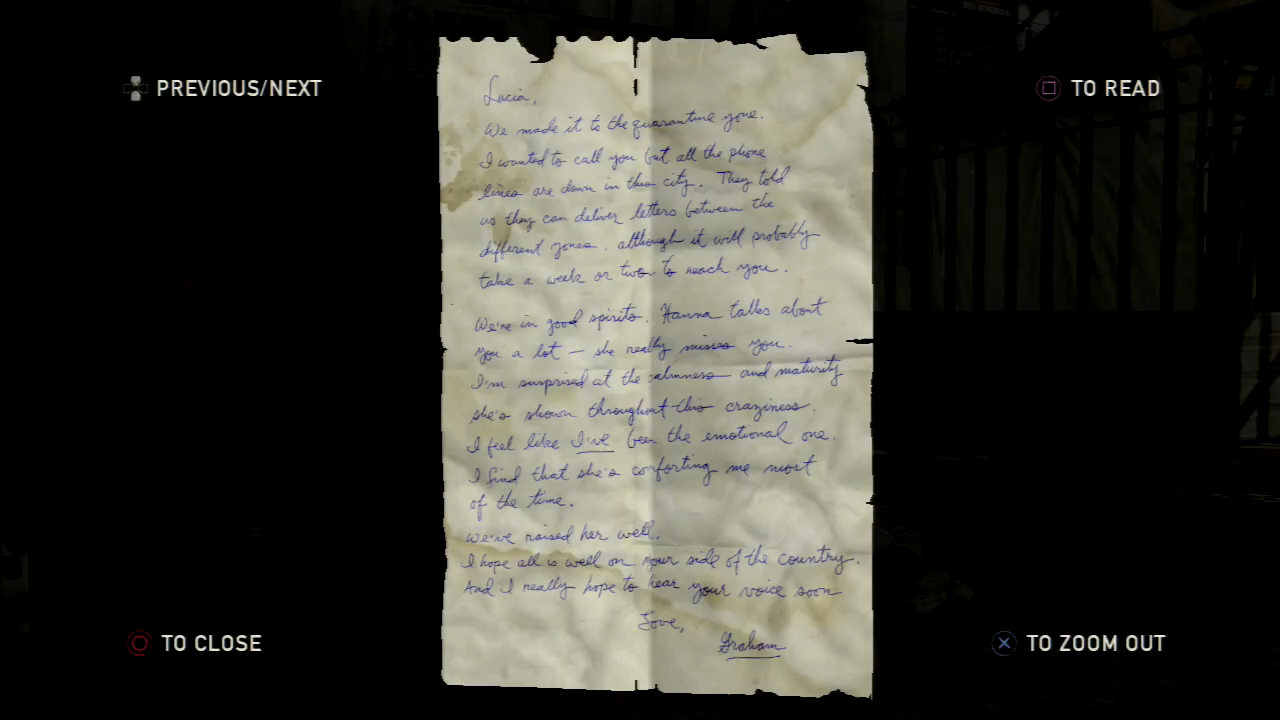 PREVIOUS/NEXT
TO READ
Lucia,
We made it to the quarantine zone.
I wanted to call you but all the phone
lines are down in this city. They told
us they can deliver letters between the
different zones, although it will probably
take a week or two to reach you.
We're in good spirits. Hanna talks about
you a lot — she really misses you.
I'm surprised at the calmness and maturity
she's shown throughout this craziness.
I feel like I've been the emotional one.
I find that she's comforting me most
of the time.
We've raised her well.
I hope all is well on your side of the country.
And I really hope to hear your voice soon
Love,
Graham
TO CLOSE
TO ZOOM OUT